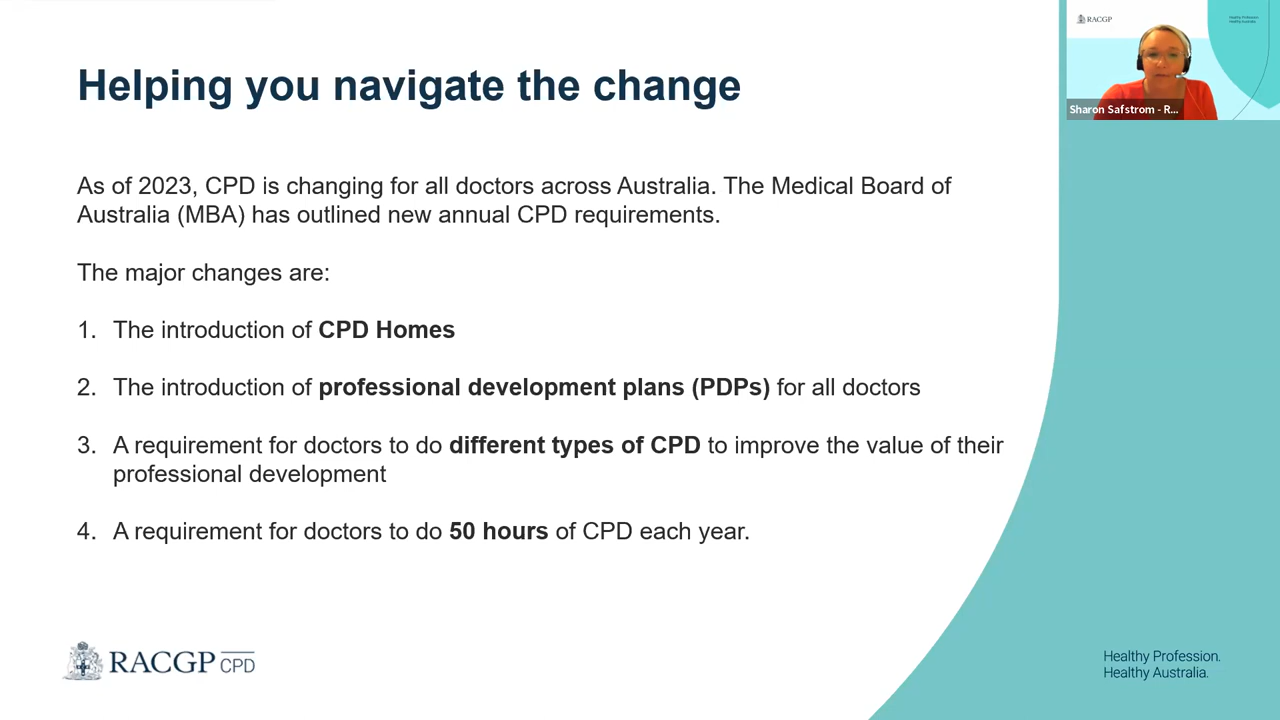 Helping you navigate the change
As of 2023, CPD is changing for all doctors across Australia. The Medical Board of
Australia (MBA) has outlined new annual CPD requirements.
The major changes are:
1. The introduction of CPD Homes
2. The introduction of professional development plans (PDPs) for all doctors
3. A requirement for doctors to do different types of CPD to improve the value of their
professional development
4. A requirement for doctors to do 50 hours of CPD each year.
RACGP CPD
Healthy Profession.
Healthy Australia.
RACGP
Healthy Profession.
Healthy Australia.
Sharon Safstrom - R...